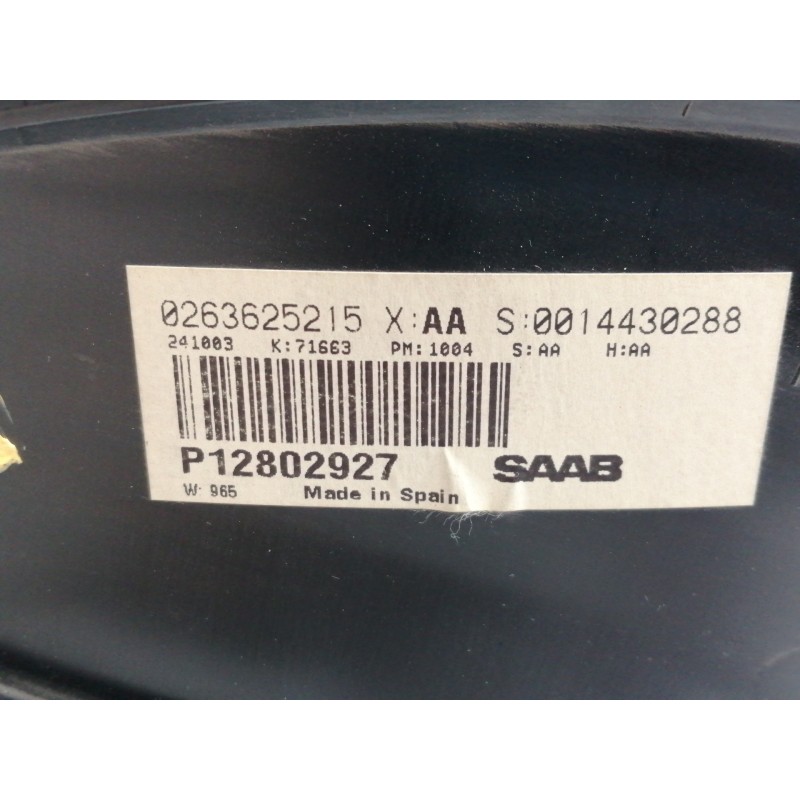 0263625215 X:AA S:0014430288
241003 K:71663 PM:1004 S:AA H:AA
P12802927 SAAB
W: 965 Made in Spain